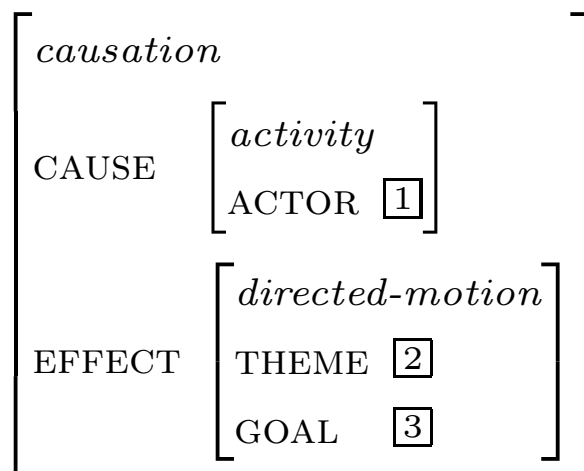 causation
CAUSE
activity
ACTOR 1
EFFECT
directed-motion
THEME 2
GOAL 3